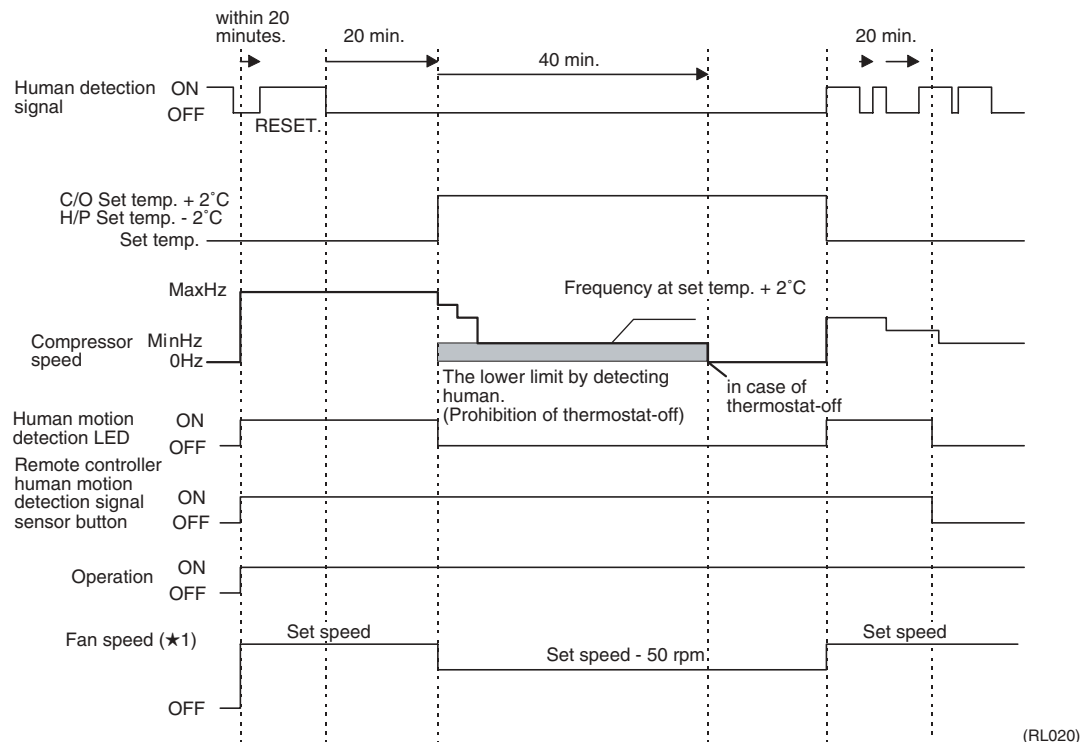 within 20
minutes.
20 min.
40 min.
20 min.
Human detection
signal
ON
OFF
RESET.
C/O Set temp. + 2˚C
H/P Set temp. - 2˚C
Set temp.
MaxHz
Frequency at set temp. + 2˚C
Compressor
speed
MinHz
0Hz
The lower limit by detecting
human.
(Prohibition of thermostat-off)
in case of
thermostat-off
Human motion
detection LED
ON
OFF
Remote controller
human motion
detection signal
sensor button
ON
OFF
Operation
ON
OFF
Fan speed (★1)
Set speed
Set speed - 50 rpm
Set speed
OFF
(RL020)